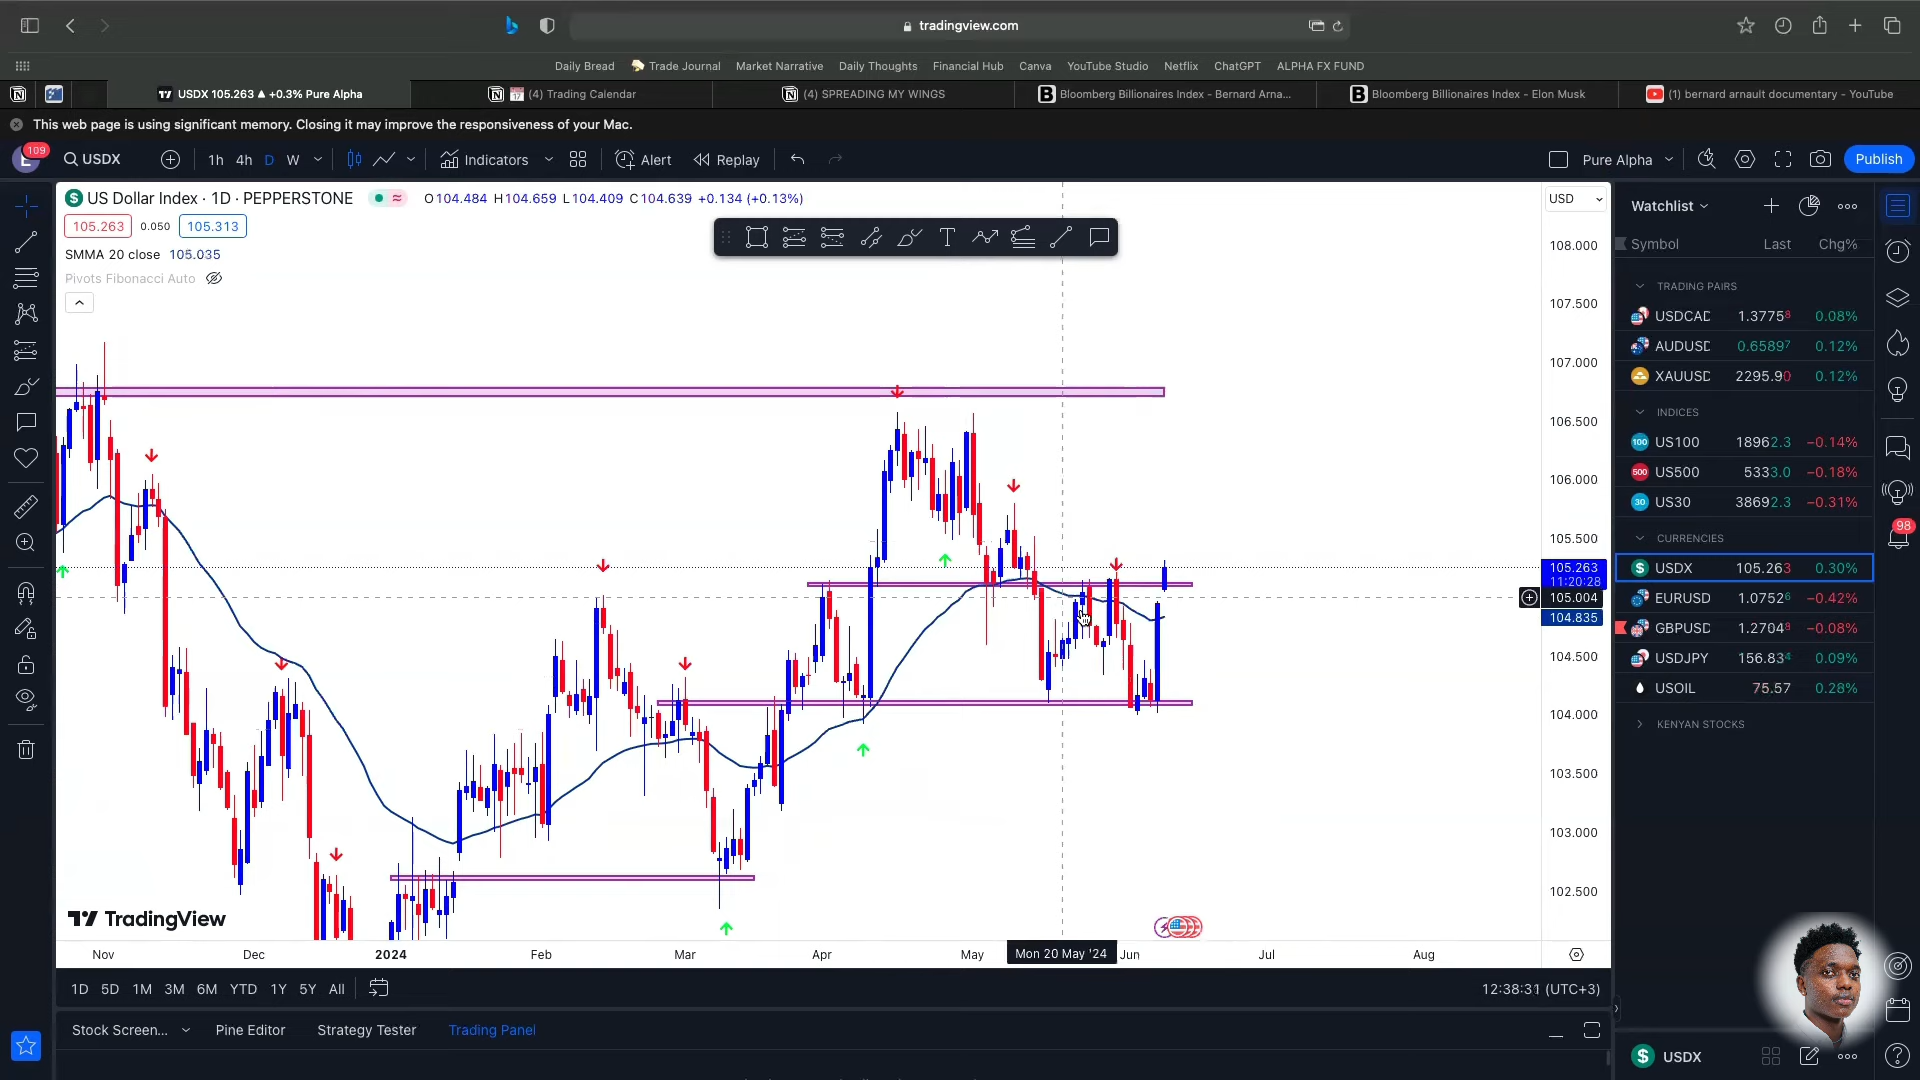 tradingview.com
Daily Bread Trade Journal Market Narrative Daily Thoughts Financial Hub Canva YouTube Studio Netflix ChatGPT ALPHA FX FUND
USDX 105.263 ▲ +0.3% Pure Alpha (4) Trading Calendar (4) SPREADING MY WINGS Bloomberg Billionaires Index - Bernard Arna... Bloomberg Billionaires Index - Elon Musk (1) bernard arnault documentary - YouTube
This web page is using significant memory. Closing it may improve the responsiveness of your Mac.
109
USDX 1h 4h D W Indicators Alert Replay Pure Alpha Publish
US Dollar Index · 1D · PEPPERSTONE O104.484 H104.659 L104.409 C104.639 +0.134 (+0.13%) USD
105.263 0.050 105.313
SMMA 20 close 105.035
Pivots Fibonacci Auto
108.000
107.500
107.000
106.500
106.000
105.500
105.263
11:20:28
105.004
104.835
104.500
104.000
103.500
103.000
102.500
TradingView
Nov Dec 2024 Feb Mar Apr May Mon 20 May '24 Jun Jul Aug
1D 5D 1M 3M 6M YTD 1Y 5Y All 12:38:31 (UTC+3)
Stock Screen... Pine Editor Strategy Tester Trading Panel
Watchlist
Symbol Last Chg%
TRADING PAIRS
USDCAD 1.37758 0.08%
AUDUSD 0.65897 0.12%
XAUUSD 2295.90 0.12%
INDICES
100 US100 18962.3 −0.14%
500 US500 5333.0 −0.18%
30 US30 38692.3 −0.31%
CURRENCIES
USDX 105.263 0.30%
EURUSD 1.07526 −0.42%
GBPUSD 1.27048 −0.08%
USDJPY 156.834 0.09%
USOIL 75.57 0.28%
KENYAN STOCKS
98
USDX